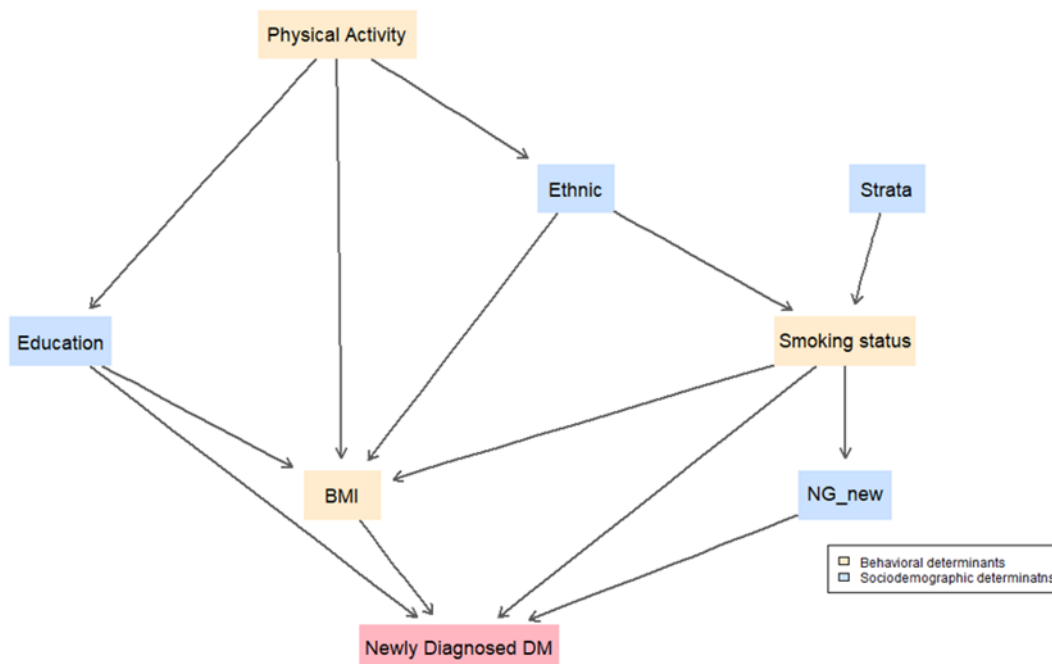 Physical Activity
Ethnic
Strata
Education
Smoking status
BMI
NG_new
Behavioral determinants
Sociodemographic determinatns
Newly Diagnosed DM